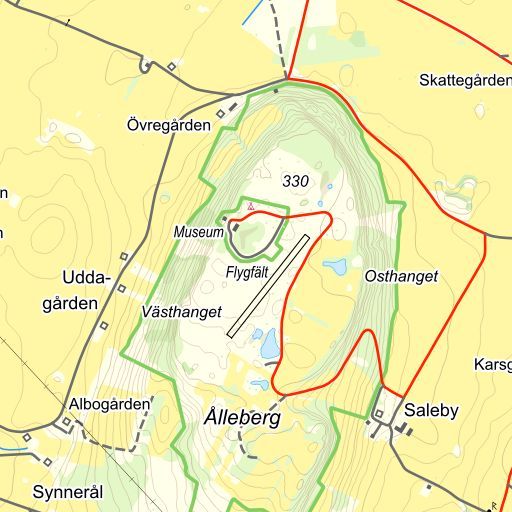 Skattegården
Övregården
330
Museum
Flygfält
Osthanget
Udda-
gården
Västhanget
Karsg
Albogården
Ålleberg
Saleby
Synnerål